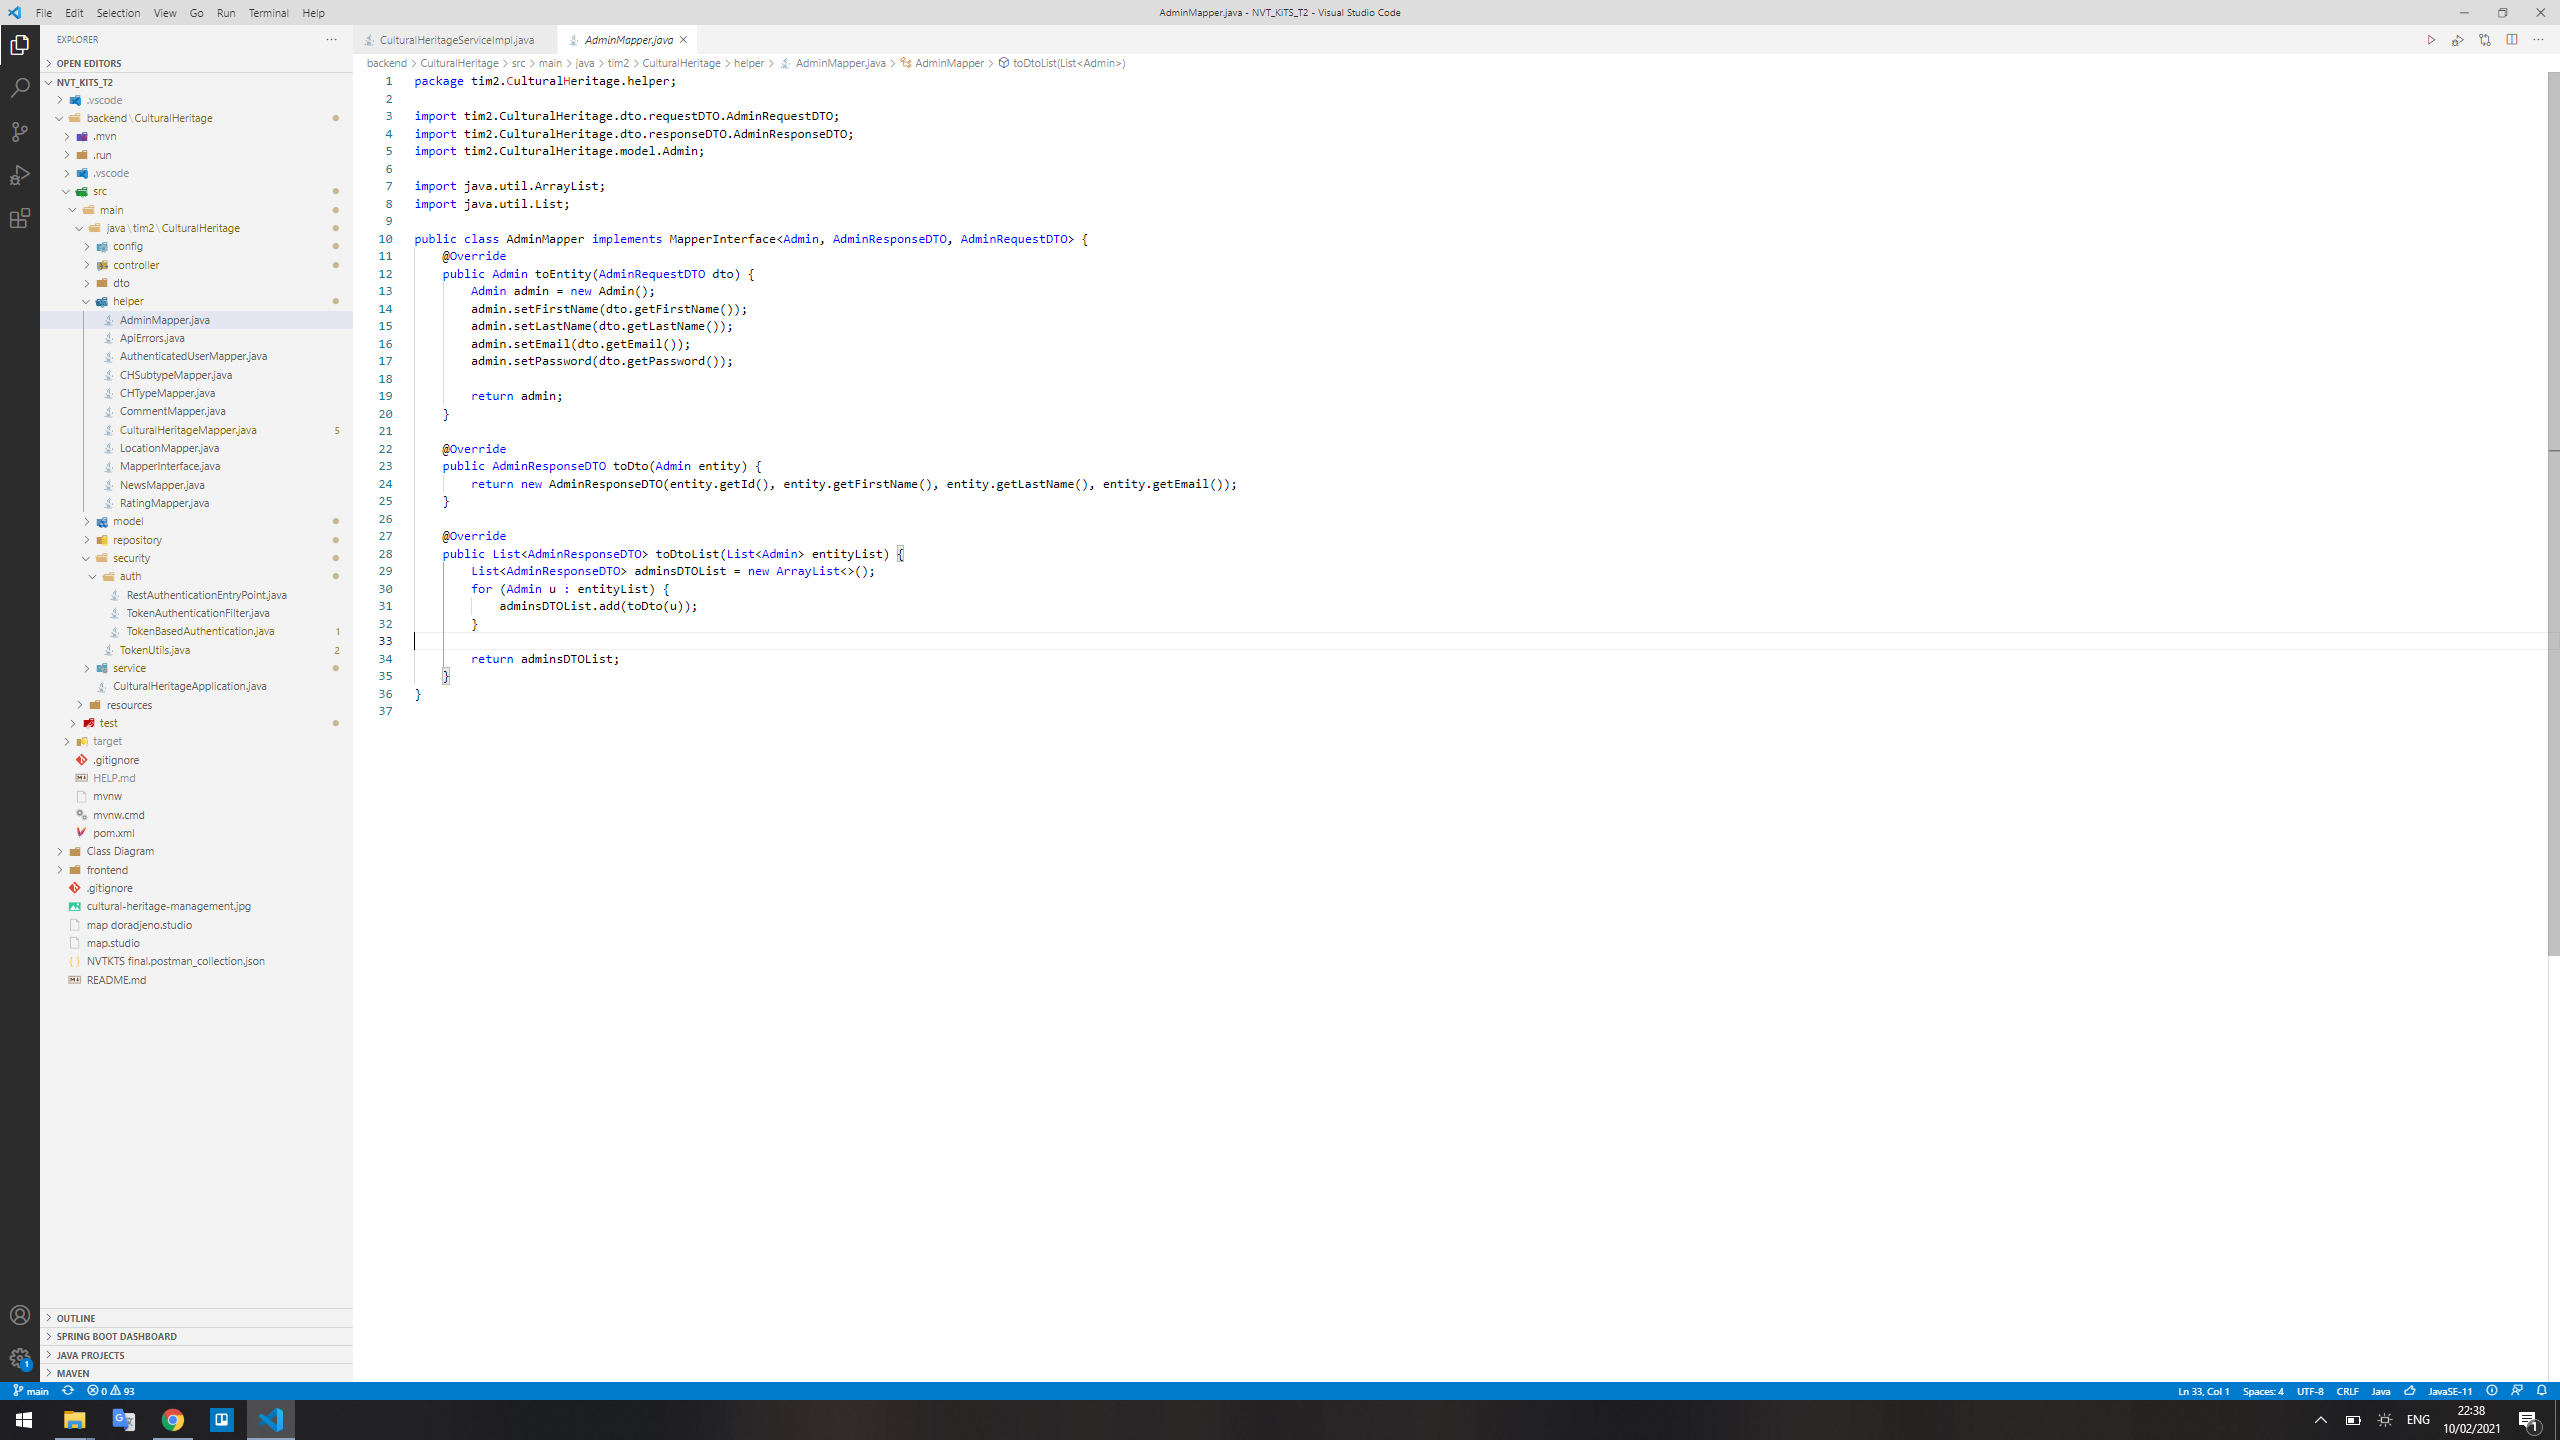 File Edit Selection View Go Run Terminal Help
AdminMapper.java - NVT_KiTS_T2 - Visual Studio Code
EXPLORER
OPEN EDITORS
NVT_KITS_T2
.vscode
backend \ CulturalHeritage
.mvn
.run
.vscode
src
main
java \ tim2 \ CulturalHeritage
config
controller
dto
helper
AdminMapper.java
ApiErrors.java
AuthenticatedUserMapper.java
CHSubtypeMapper.java
CHTypeMapper.java
CommentMapper.java
CulturalHeritageMapper.java 5
LocationMapper.java
MapperInterface.java
NewsMapper.java
RatingMapper.java
model
repository
security
auth
RestAuthenticationEntryPoint.java
TokenAuthenticationFilter.java
TokenBasedAuthentication.java 1
TokenUtils.java 2
service
CulturalHeritageApplication.java
resources
test
target
.gitignore
HELP.md
mvnw
mvnw.cmd
pom.xml
Class Diagram
frontend
.gitignore
cultural-heritage-management.jpg
map doradjeno.studio
map.studio
NVTKTS final.postman_collection.json
README.md
OUTLINE
SPRING BOOT DASHBOARD
JAVA PROJECTS
MAVEN
1
CulturalHeritageServiceImpl.java AdminMapper.java
backend > CulturalHeritage > src > main > java > tim2 > CulturalHeritage > helper > AdminMapper.java > AdminMapper > toDtoList(List<Admin>)
1 package tim2.CulturalHeritage.helper;
2
3 import tim2.CulturalHeritage.dto.requestDTO.AdminRequestDTO;
4 import tim2.CulturalHeritage.dto.responseDTO.AdminResponseDTO;
5 import tim2.CulturalHeritage.model.Admin;
6
7 import java.util.ArrayList;
8 import java.util.List;
9
10 public class AdminMapper implements MapperInterface<Admin, AdminResponseDTO, AdminRequestDTO> {
11 @Override
12 public Admin toEntity(AdminRequestDTO dto) {
13 Admin admin = new Admin();
14 admin.setFirstName(dto.getFirstName());
15 admin.setLastName(dto.getLastName());
16 admin.setEmail(dto.getEmail());
17 admin.setPassword(dto.getPassword());
18
19 return admin;
20 }
21
22 @Override
23 public AdminResponseDTO toDto(Admin entity) {
24 return new AdminResponseDTO(entity.getId(), entity.getFirstName(), entity.getLastName(), entity.getEmail());
25 }
26
27 @Override
28 public List<AdminResponseDTO> toDtoList(List<Admin> entityList) {
29 List<AdminResponseDTO> adminsDTOList = new ArrayList<>();
30 for (Admin u : entityList) {
31 adminsDTOList.add(toDto(u));
32 }
33
34 return adminsDTOList;
35 }
36 }
37
main 0 93
Ln 33, Col 1 Spaces: 4 UTF-8 CRLF Java JavaSE-11
ENG
22:38
10/02/2021
1